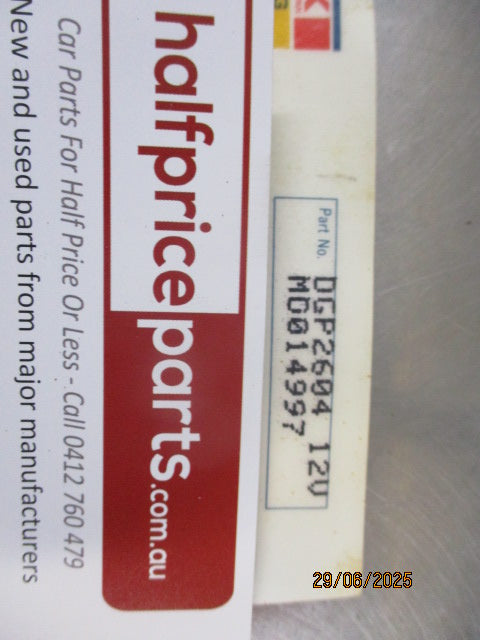 halfpriceparts.com.au
Car Parts For Half Price Or Less - Call 0412 760 479
New and used parts from major manufacturers
K
G
Part No.
DGP2604 12V
MD014997
29/06/2025